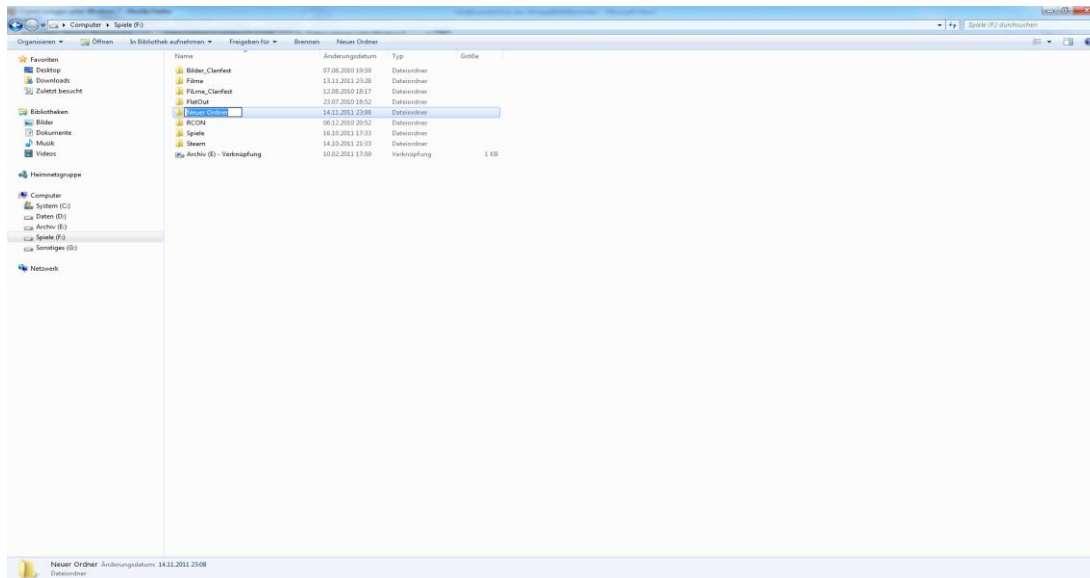 Computer ▸ Spiele (F:)
Spiele (F:) durchsuchen
Organisieren Öffnen In Bibliothek aufnehmen Freigeben für Brennen Neuer Ordner
Name Änderungsdatum Typ Größe
Favoriten
Desktop
Downloads
Zuletzt besucht
Bibliotheken
Bilder
Dokumente
Musik
Videos
Heimnetzgruppe
Computer
System (C:)
Daten (D:)
Archiv (E:)
Spiele (F:)
Sonstiges (G:)
Netzwerk
Bilder_Clanfest 07.08.2010 19:59 Dateiordner
Filme 13.11.2011 23:28 Dateiordner
FiLme_Clanfest 12.08.2010 18:17 Dateiordner
FlatOut 23.07.2010 16:52 Dateiordner
Neuer Ordner 14.11.2011 23:08 Dateiordner
RCON 06.12.2010 20:52 Dateiordner
Spiele 16.10.2011 17:33 Dateiordner
Steam 14.10.2011 21:33 Dateiordner
Archiv (E) - Verknüpfung 10.02.2011 17:59 Verknüpfung 1 KB
Neuer Ordner Änderungsdatum: 14.11.2011 23:08
Dateiordner